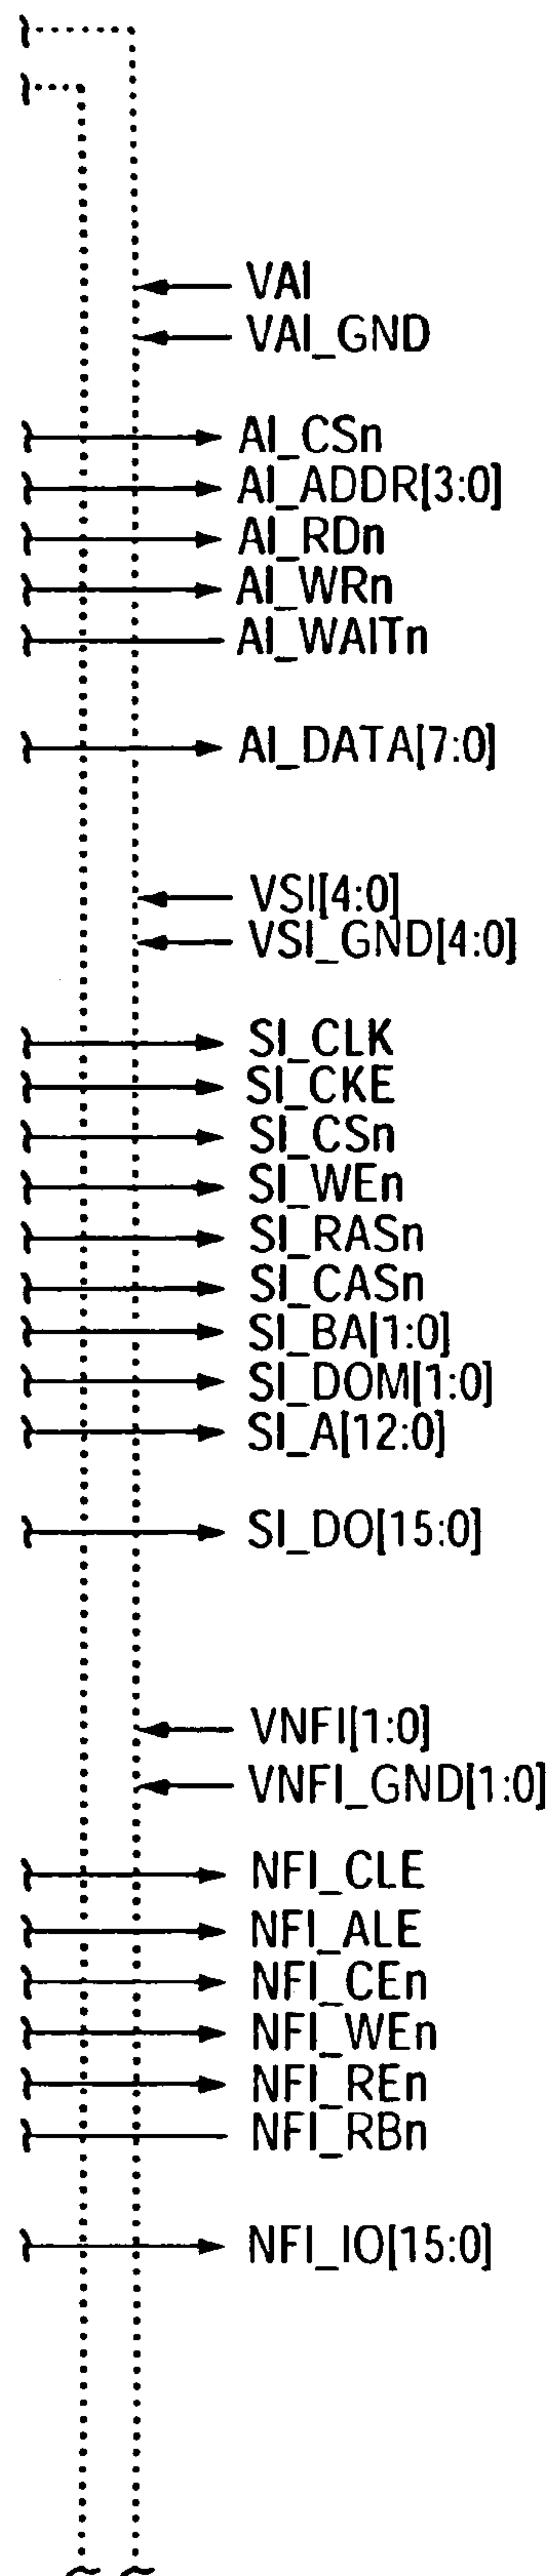 VAI
VAI_GND
AI_CSn
AI_ADDR[3:0]
AI_RDn
AI_WRn
AI_WAITn
AI_DATA[7:0]
VSI[4:0]
VSI_GND[4:0]
SI_CLK
SI_CKE
SI_CSn
SI_WEn
SI_RASn
SI_CASn
SI_BA[1:0]
SI_DOM[1:0]
SI_A[12:0]
SI_DO[15:0]
VNFI[1:0]
VNFI_GND[1:0]
NFI_CLE
NFI_ALE
NFI_CEn
NFI_WEn
NFI_REn
NFI_RBn
NFI_IO[15:0]